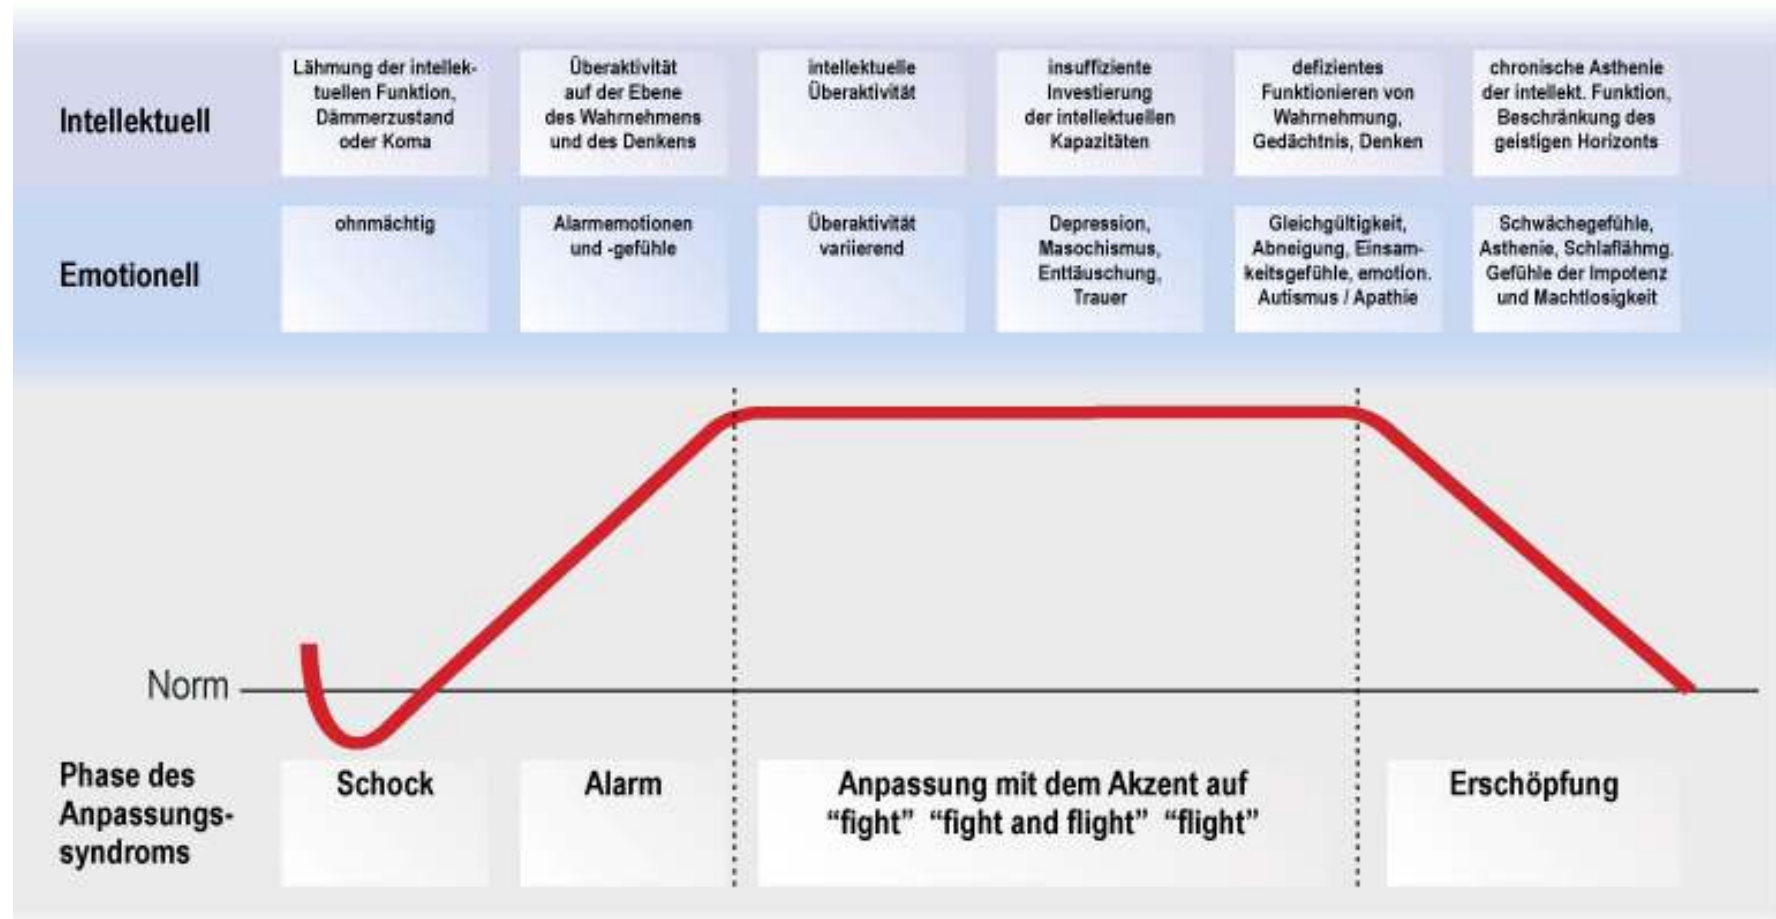 Intellektuell
Lähmung der intellek-
tuellen Funktion,
Dämmerzustand
oder Koma
Überaktivität
auf der Ebene
des Wahrnehmens
und des Denkens
intellektuelle
Überaktivität
insuffiziente
Investierung
der intellektuellen
Kapazitäten
defizientes
Funktionieren von
Wahrnehmung,
Gedächtnis, Denken
chronische Asthenie
der intellekt. Funktion,
Beschränkung des
geistigen Horizonts
Emotionell
ohnmächtig
Alarmemotionen
und -gefühle
Überaktivität
variierend
Depression,
Masochismus,
Enttäuschung,
Trauer
Gleichgültigkeit,
Abneigung, Einsam-
keitsgefühle, emotion.
Autismus / Apathie
Schwächegefühle,
Asthenie, Schlaflähmg.
Gefühle der Impotenz
und Machtlosigkeit
Norm
Phase des
Anpassungs-
syndroms
Schock
Alarm
Anpassung mit dem Akzent auf
“fight” “fight and flight” “flight”
Erschöpfung